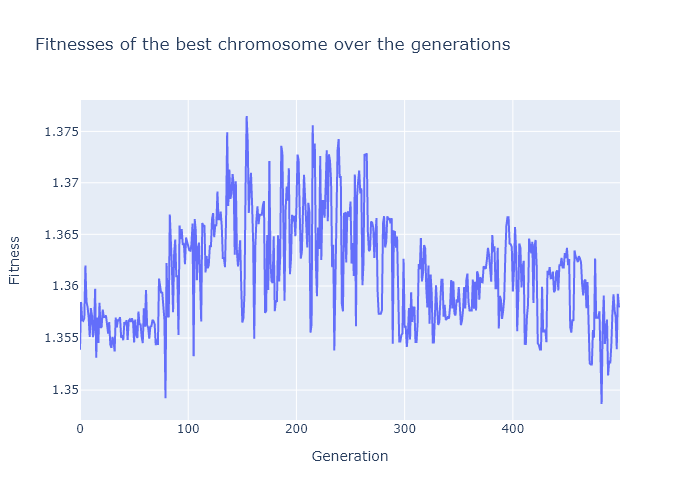 Fitnesses of the best chromosome over the generations
1.375
1.37
1.365
1.36
1.355
1.35
Fitness
0 100 200 300 400
Generation